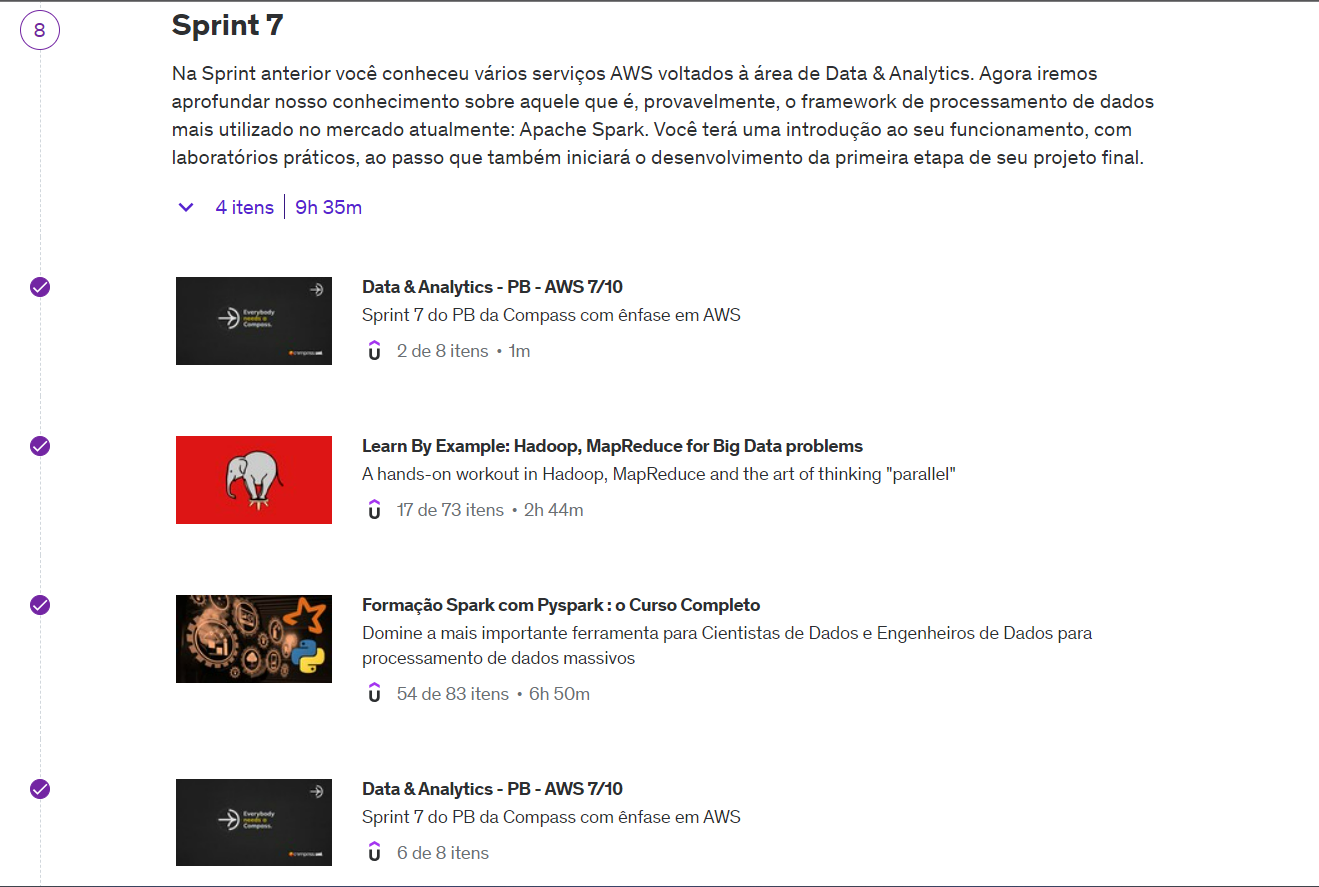 8
Sprint 7
Na Sprint anterior você conheceu vários serviços AWS voltados à área de Data & Analytics. Agora iremos
aprofundar nosso conhecimento sobre aquele que é, provavelmente, o framework de processamento de dados
mais utilizado no mercado atualmente: Apache Spark. Você terá uma introdução ao seu funcionamento, com
laboratórios práticos, ao passo que também iniciará o desenvolvimento da primeira etapa de seu projeto final.
4 itens | 9h 35m
Everybody
needs a
Compass.
Data & Analytics - PB - AWS 7/10
Sprint 7 do PB da Compass com ênfase em AWS
2 de 8 itens • 1m
Learn By Example: Hadoop, MapReduce for Big Data problems
A hands-on workout in Hadoop, MapReduce and the art of thinking "parallel"
17 de 73 itens • 2h 44m
Formação Spark com Pyspark : o Curso Completo
Domine a mais importante ferramenta para Cientistas de Dados e Engenheiros de Dados para
processamento de dados massivos
54 de 83 itens • 6h 50m
Everybody
needs a
Compass.
Data & Analytics - PB - AWS 7/10
Sprint 7 do PB da Compass com ênfase em AWS
6 de 8 itens